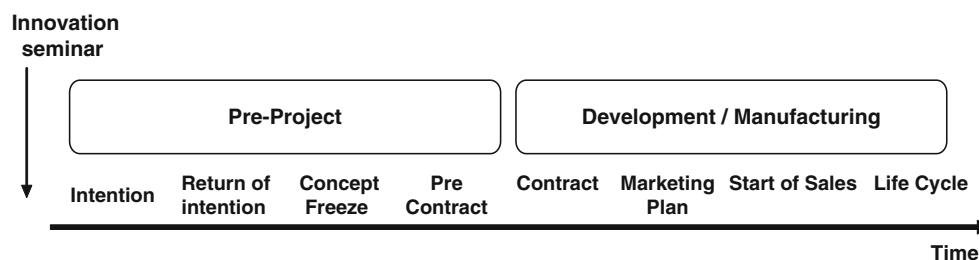 Innovation
seminar
Pre-Project
Development / Manufacturing
Intention
Return of
intention
Concept
Freeze
Pre
Contract
Contract
Marketing
Plan
Start of Sales
Life Cycle
Time